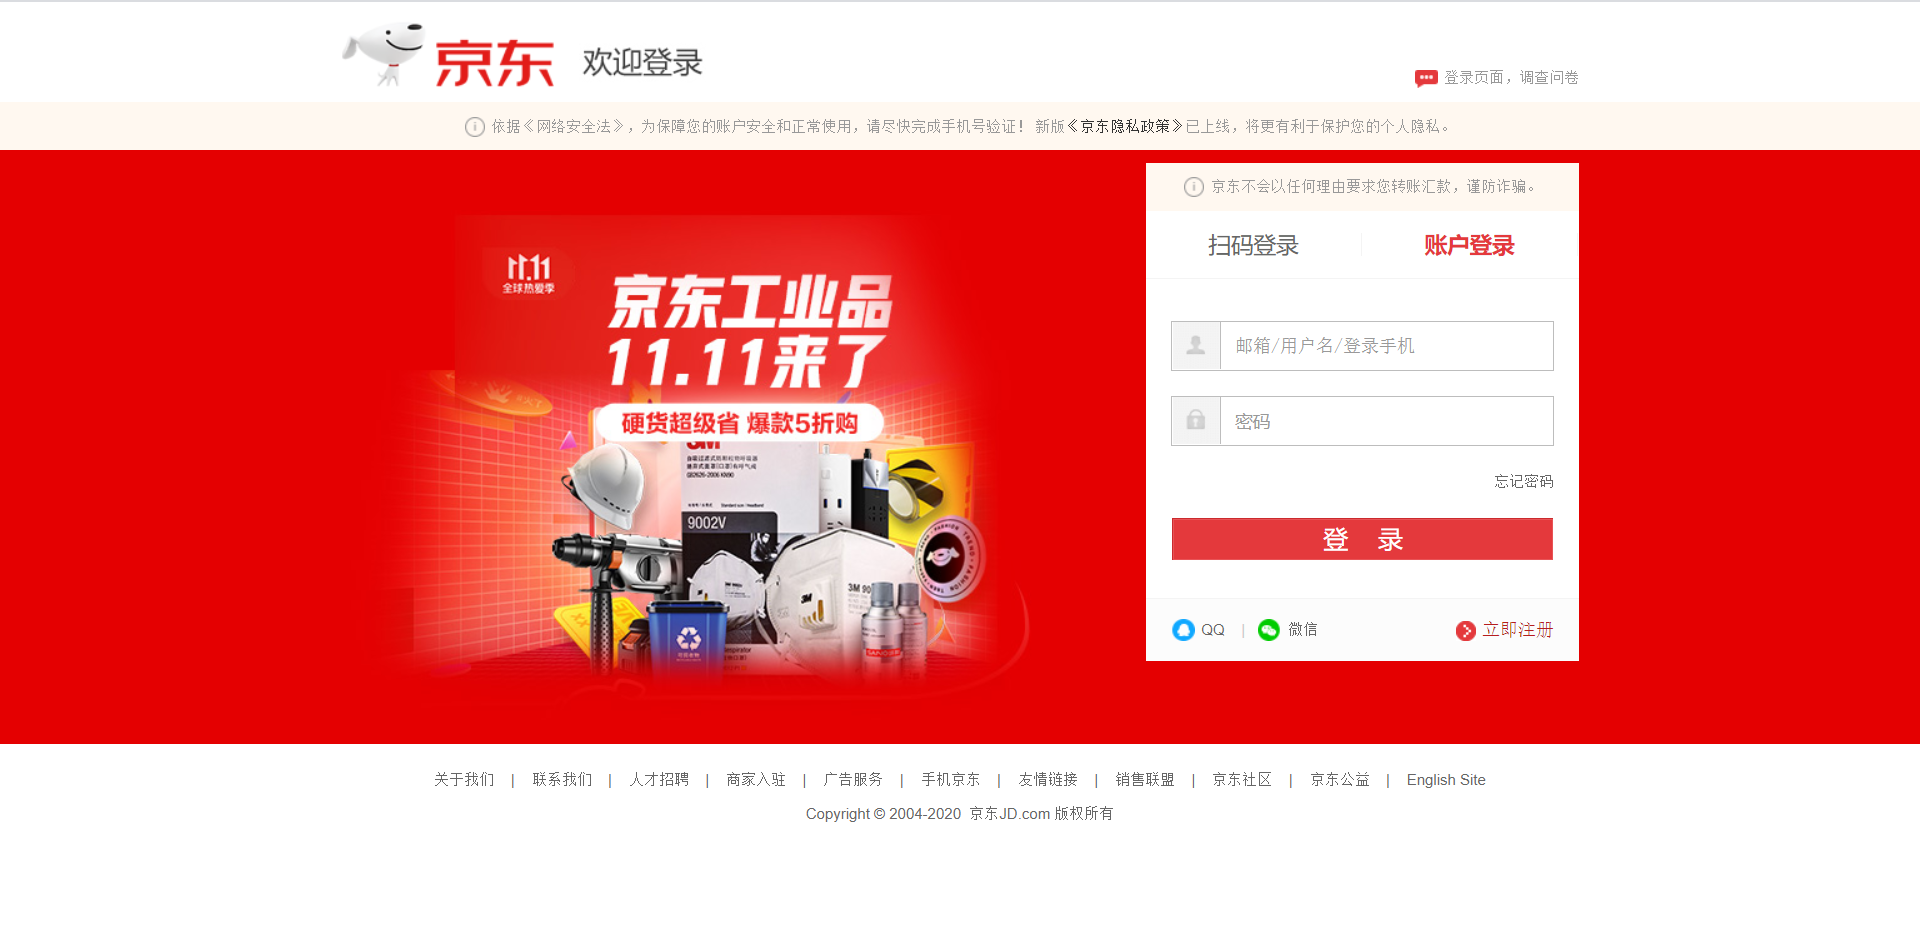 京东 欢迎登录
登录页面，调查问卷
依据《网络安全法》，为保障您的账户安全和正常使用，请尽快完成手机号验证！ 新版《京东隐私政策》已上线，将更有利于保护您的个人隐私。
京东不会以任何理由要求您转账汇款，谨防诈骗。
扫码登录 账户登录
11.11
全球热爱季
京东工业品
11.11来了
硬货超级省 爆款5折购
3M
9002V
邮箱/用户名/登录手机
密码
忘记密码
登 录
QQ | 微信 立即注册
关于我们 | 联系我们 | 人才招聘 | 商家入驻 | 广告服务 | 手机京东 | 友情链接 | 销售联盟 | 京东社区 | 京东公益 | English Site
Copyright © 2004-2020 京东JD.com 版权所有